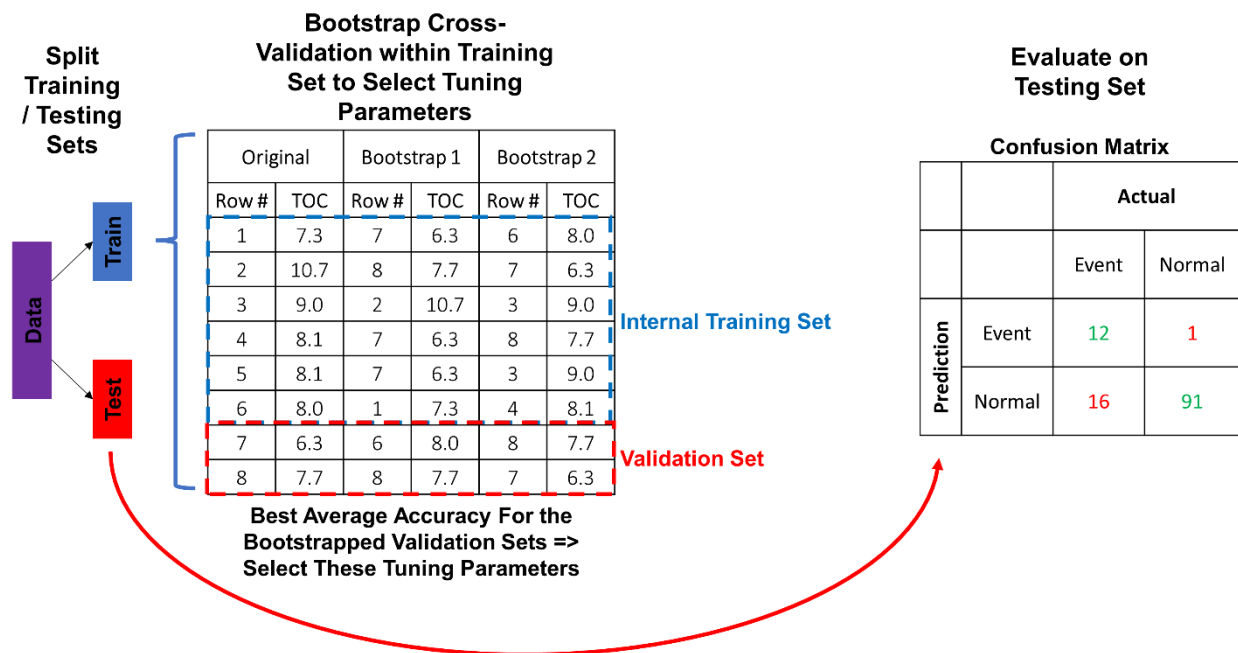 Split
Training
/ Testing
Sets
Data
Train
Test
Bootstrap Cross-
Validation within Training
Set to Select Tuning
Parameters
Original Bootstrap 1 Bootstrap 2
Row # TOC Row # TOC Row # TOC
1 7.3 7 6.3 6 8.0
2 10.7 8 7.7 7 6.3
3 9.0 2 10.7 3 9.0
4 8.1 7 6.3 8 7.7
5 8.1 7 6.3 3 9.0
6 8.0 1 7.3 4 8.1
7 6.3 6 8.0 8 7.7
8 7.7 8 7.7 7 6.3
Internal Training Set
Validation Set
Best Average Accuracy For the
Bootstrapped Validation Sets =>
Select These Tuning Parameters
Evaluate on
Testing Set
Confusion Matrix
Actual
Event Normal
Prediction
Event 12 1
Normal 16 91